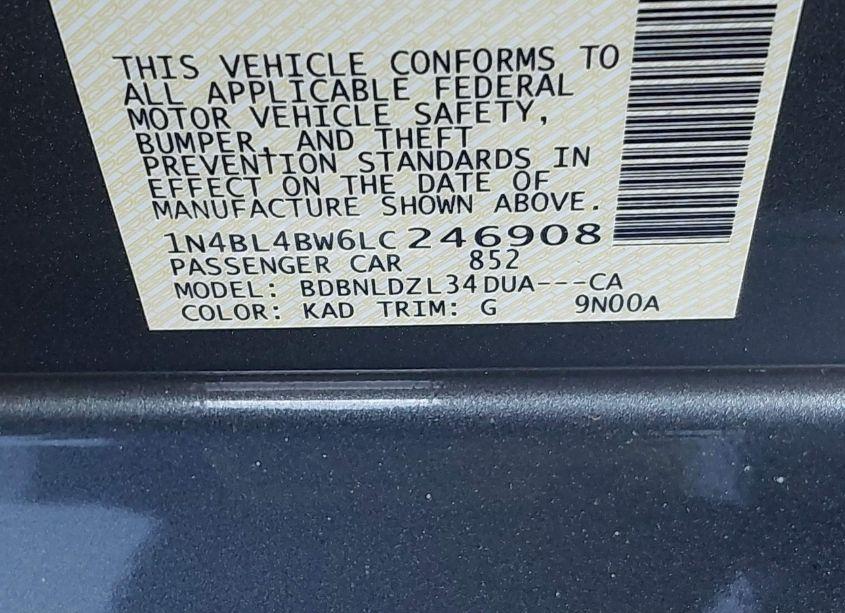 THIS VEHICLE CONFORMS TO
ALL APPLICABLE FEDERAL
MOTOR VEHICLE SAFETY,
BUMPER, AND THEFT
PREVENTION STANDARDS IN
EFFECT ON THE DATE OF
MANUFACTURE SHOWN ABOVE.
1N4BL4BW6LC246908
PASSENGER CAR 852
MODEL: BDBNLDZL34DUA---CA
COLOR: KAD TRIM: G 9N00A